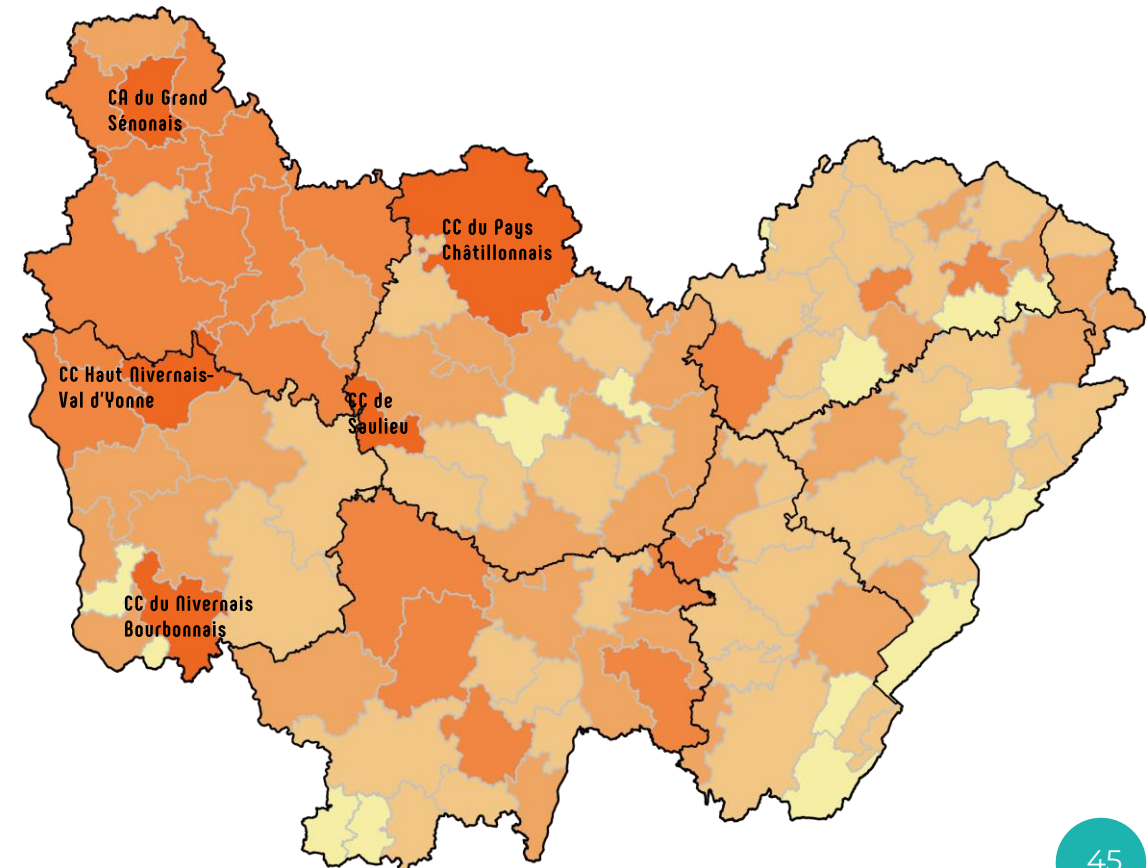 CA du Grand
Sénonais
CC du Pays
Châtillonnais
CC Haut Nivernais-
Val d'Yonne
CC de
Saulieu
CC du Nivernais
Bourbonnais
45